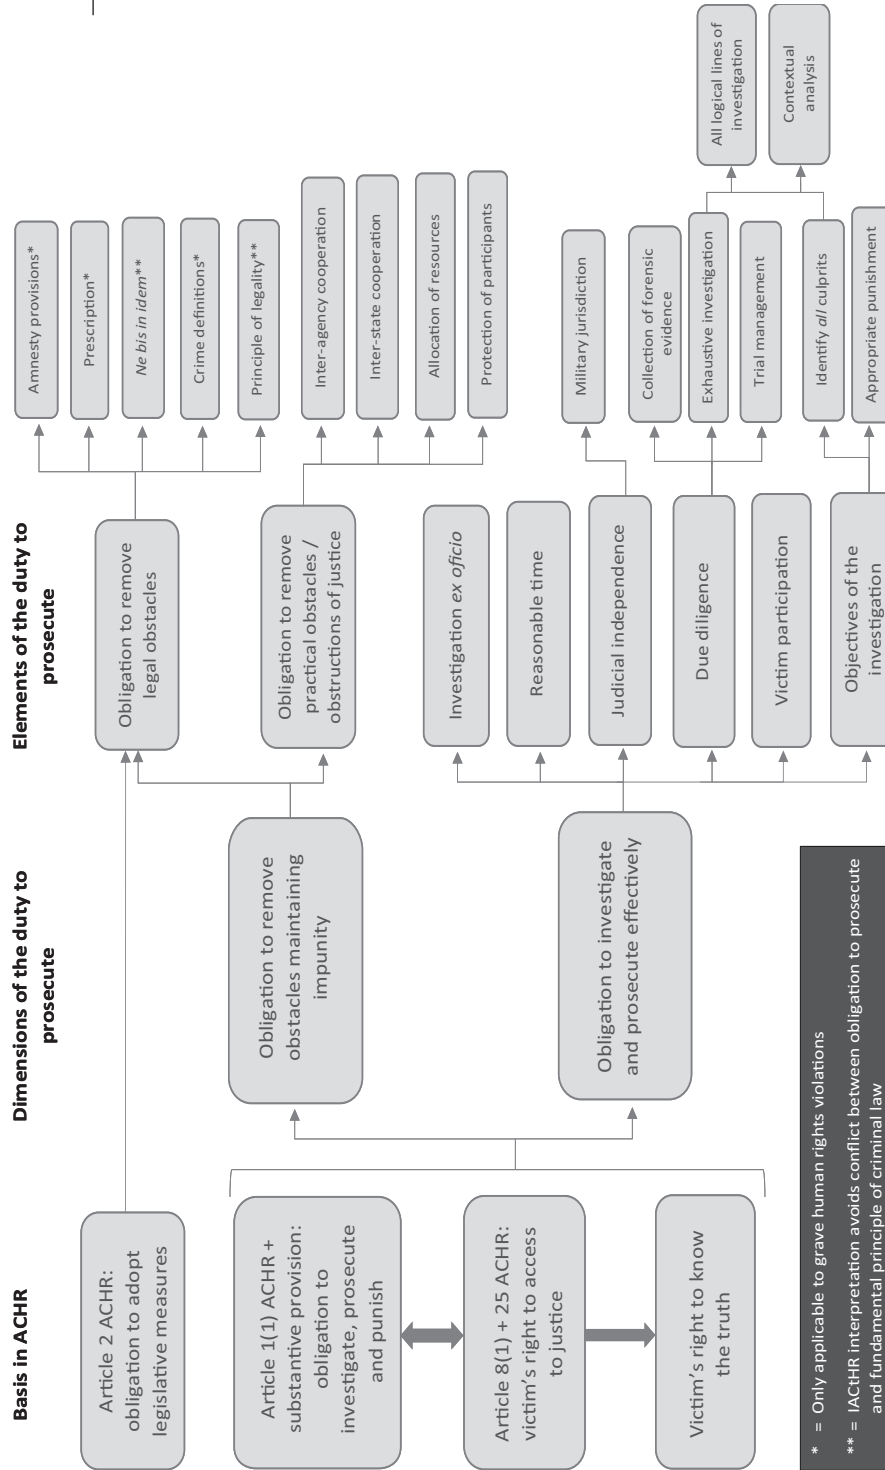 Basis in ACHR
Dimensions of the duty to
prosecute
Elements of the duty to
prosecute
Article 2 ACHR:
obligation to adopt
legislative measures
Article 1(1) ACHR +
substantive provision:
obligation to
investigate, prosecute
and punish
Article 8(1) + 25 ACHR:
victim’s right to access
to justice
Victim’s right to know
the truth
Obligation to remove
obstacles maintaining
impunity
Obligation to investigate
and prosecute effectively
Obligation to remove
legal obstacles
Obligation to remove
practical obstacles /
obstructions of justice
Investigation ex oficio
Reasonable time
Judicial independence
Due diligence
Victim participation
Objectives of the
investigation
Amnesty provisions*
Prescription*
Ne bis in idem**
Crime definitions*
Principle of legality**
Inter-agency cooperation
Inter-state cooperation
Allocation of resources
Protection of participants
Military jurisdiction
Collection of forensic
evidence
Exhaustive investigation
Trial management
Identify all culprits
Appropriate punishment
All logical lines of
investigation
Contextual
analysis
* = Only applicable to grave human rights violations
** = IACtHR interpretation avoids conflict between obligation to prosecute
and fundamental principle of criminal law